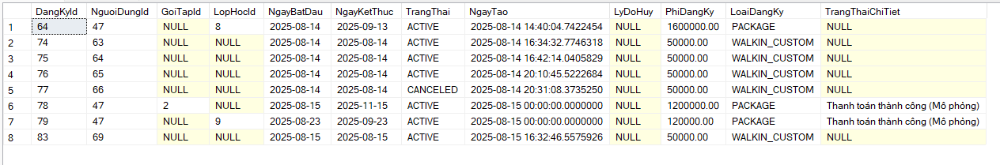 DangKyId NguoiDungId GoiTapId LopHocId NgayBatDau NgayKetThuc TrangThai NgayTao LyDoHuy PhiDangKy LoaiDangKy TrangThaiChiTiet
1 64 47 NULL 8 2025-08-14 2025-09-13 ACTIVE 2025-08-14 14:40:04.7422454 NULL 1600000.00 PACKAGE NULL
2 74 63 NULL NULL 2025-08-14 2025-08-14 ACTIVE 2025-08-14 16:34:32.7746318 NULL 50000.00 WALKIN_CUSTOM NULL
3 75 64 NULL NULL 2025-08-14 2025-08-14 ACTIVE 2025-08-14 16:42:14.0405829 NULL 50000.00 WALKIN_CUSTOM NULL
4 76 65 NULL NULL 2025-08-14 2025-08-14 ACTIVE 2025-08-14 20:10:45.5222684 NULL 50000.00 WALKIN_CUSTOM NULL
5 77 66 NULL NULL 2025-08-14 2025-08-14 CANCELED 2025-08-14 20:31:08.3735250 NULL 50000.00 WALKIN_CUSTOM NULL
6 78 47 2 NULL 2025-08-15 2025-11-15 ACTIVE 2025-08-15 00:00:00.0000000 NULL 1200000.00 PACKAGE Thanh toán thành công (Mô phỏng)
7 79 47 NULL 9 2025-08-23 2025-09-23 ACTIVE 2025-08-15 00:00:00.0000000 NULL 120000.00 PACKAGE Thanh toán thành công (Mô phỏng)
8 83 69 NULL NULL 2025-08-15 2025-08-15 ACTIVE 2025-08-15 16:32:46.5575926 NULL 50000.00 WALKIN_CUSTOM NULL